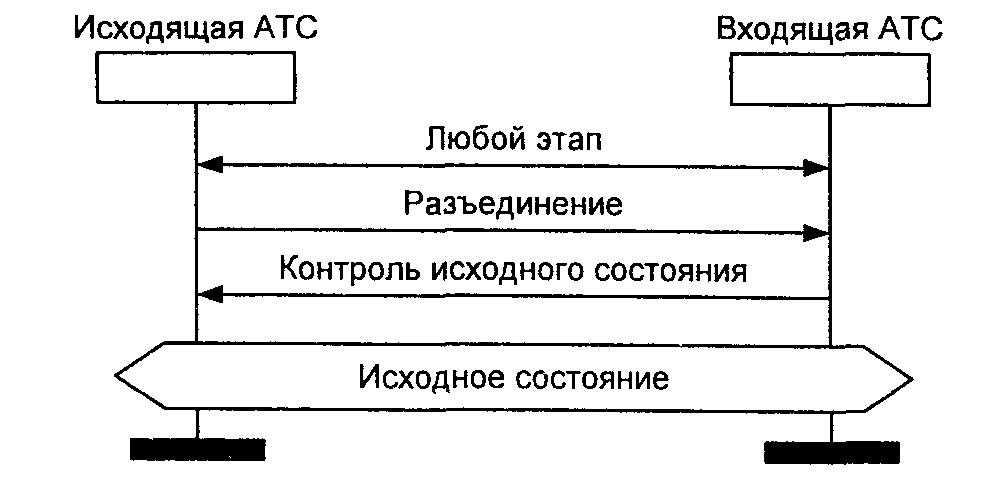 Исходящая АТС
Входящая АТС
Любой этап
Разъединение
Контроль исходного состояния
Исходное состояние